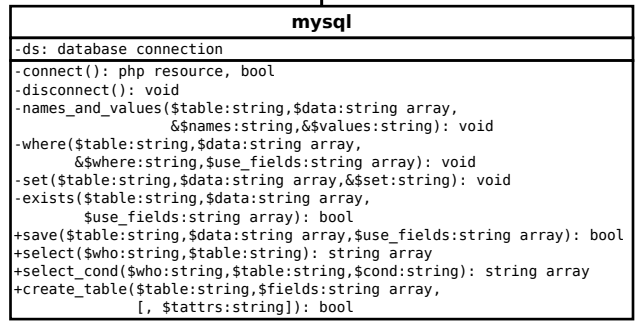 mysql
-ds: database connection
-connect(): php resource, bool
-disconnect(): void
-names_and_values($table:string,$data:string array,
&$names:string,&$values:string): void
-where($table:string,$data:string array,
&$where:string,$use_fields:string array): void
-set($table:string,$data:string array,&$set:string): void
-exists($table:string,$data:string array,
$use_fields:string array): bool
+save($table:string,$data:string array,$use_fields:string array): bool
+select($who:string,$table:string): string array
+select_cond($who:string,$table:string,$cond:string): string array
+create_table($table:string,$fields:string array,
[, $tattrs:string]): bool